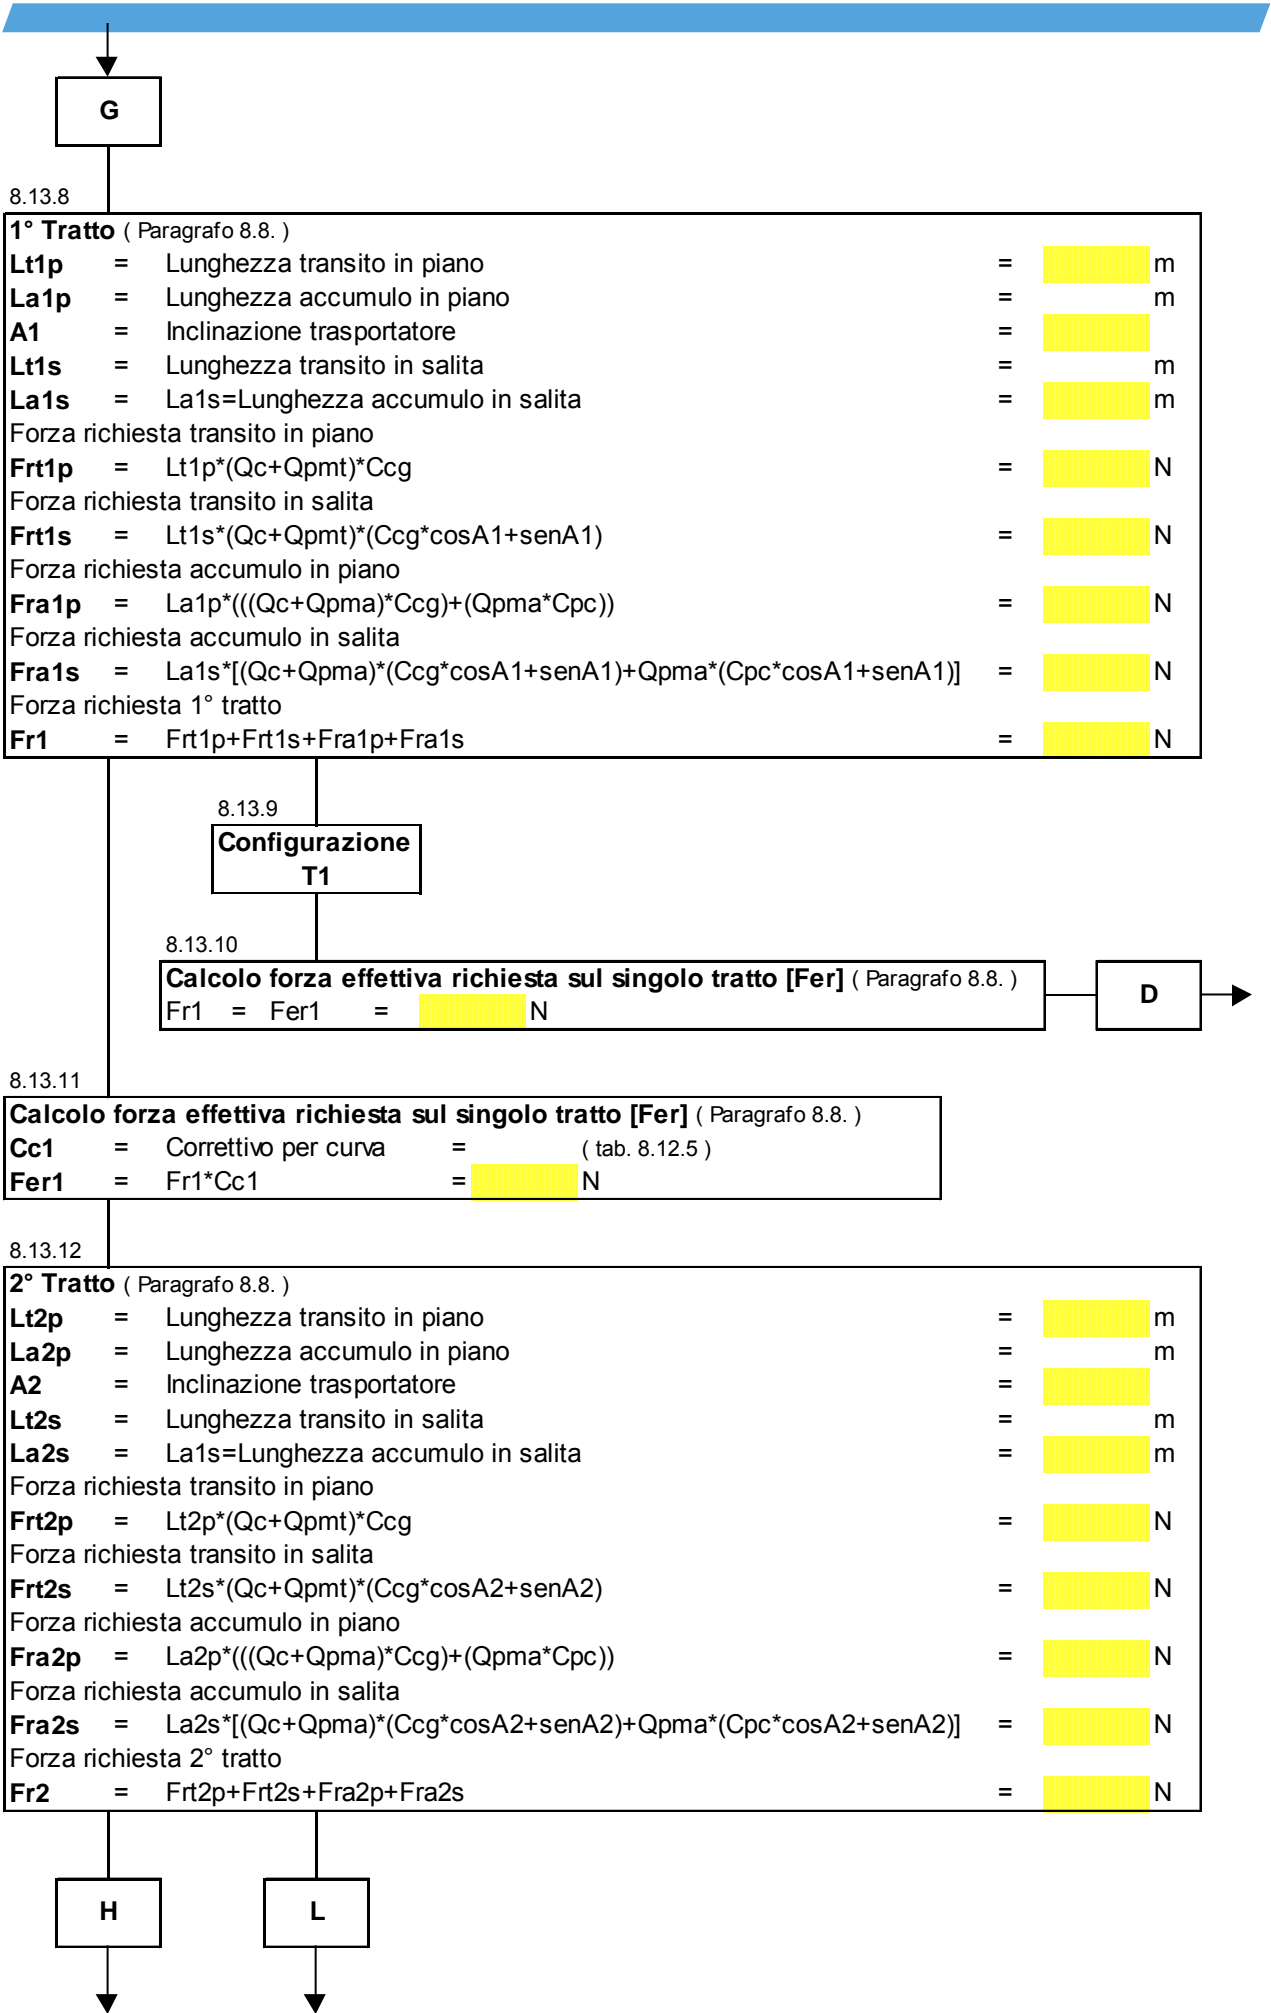 G
8.13.8
1° Tratto ( Paragrafo 8.8. )
Lt1p = Lunghezza transito in piano = m
La1p = Lunghezza accumulo in piano = m
A1 = Inclinazione trasportatore =
Lt1s = Lunghezza transito in salita = m
La1s = La1s=Lunghezza accumulo in salita = m
Forza richiesta transito in piano
Frt1p = Lt1p*(Qc+Qpmt)*Ccg = N
Forza richiesta transito in salita
Frt1s = Lt1s*(Qc+Qpmt)*(Ccg*cosA1+senA1) = N
Forza richiesta accumulo in piano
Fra1p = La1p*(((Qc+Qpma)*Ccg)+(Qpma*Cpc)) = N
Forza richiesta accumulo in salita
Fra1s = La1s*[(Qc+Qpma)*(Ccg*cosA1+senA1)+Qpma*(Cpc*cosA1+senA1)] = N
Forza richiesta 1° tratto
Fr1 = Frt1p+Frt1s+Fra1p+Fra1s = N
8.13.9
Configurazione
T1
8.13.10
Calcolo forza effettiva richiesta sul singolo tratto [Fer] ( Paragrafo 8.8. )
Fr1 = Fer1 = N
D
8.13.11
Calcolo forza effettiva richiesta sul singolo tratto [Fer] ( Paragrafo 8.8. )
Cc1 = Correttivo per curva = ( tab. 8.12.5 )
Fer1 = Fr1*Cc1 = N
8.13.12
2° Tratto ( Paragrafo 8.8. )
Lt2p = Lunghezza transito in piano = m
La2p = Lunghezza accumulo in piano = m
A2 = Inclinazione trasportatore =
Lt2s = Lunghezza transito in salita = m
La2s = La1s=Lunghezza accumulo in salita = m
Forza richiesta transito in piano
Frt2p = Lt2p*(Qc+Qpmt)*Ccg = N
Forza richiesta transito in salita
Frt2s = Lt2s*(Qc+Qpmt)*(Ccg*cosA2+senA2) = N
Forza richiesta accumulo in piano
Fra2p = La2p*(((Qc+Qpma)*Ccg)+(Qpma*Cpc)) = N
Forza richiesta accumulo in salita
Fra2s = La2s*[(Qc+Qpma)*(Ccg*cosA2+senA2)+Qpma*(Cpc*cosA2+senA2)] = N
Forza richiesta 2° tratto
Fr2 = Frt2p+Frt2s+Fra2p+Fra2s = N
H
L